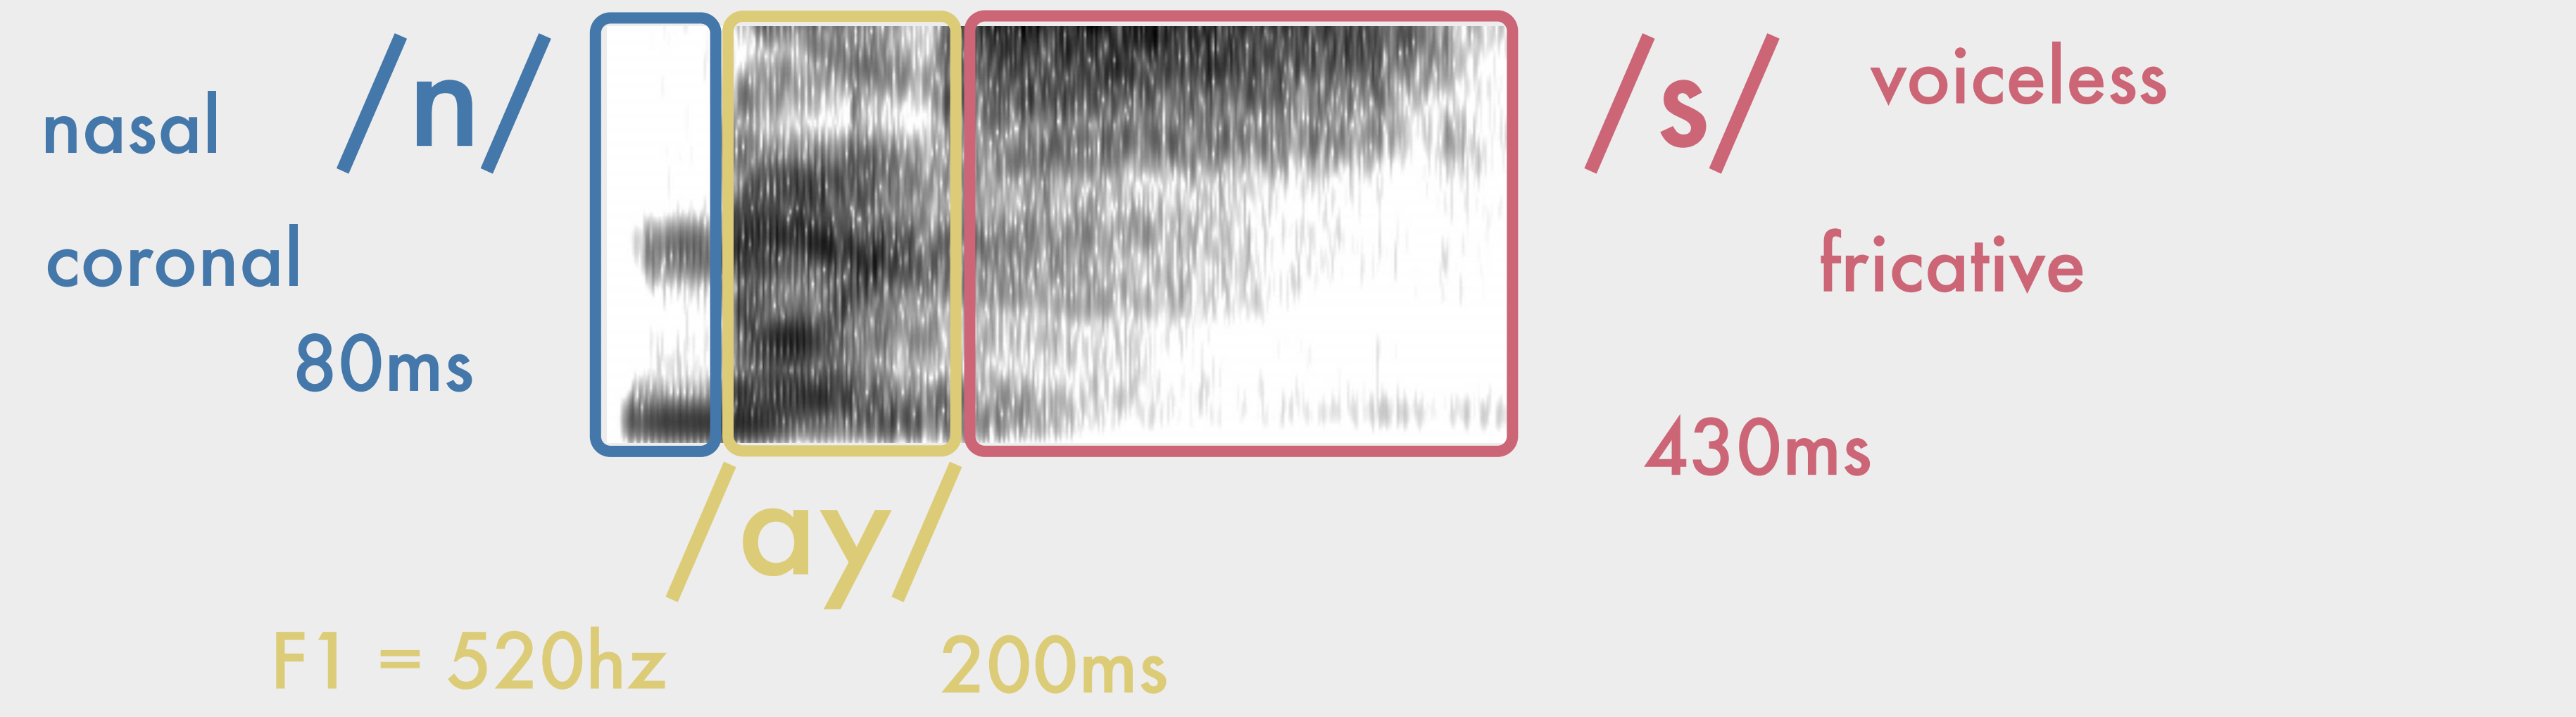 nasal
/n/
coronal
80ms
/s/
voiceless
fricative
430ms
/ay/
F1 = 520hz
200ms